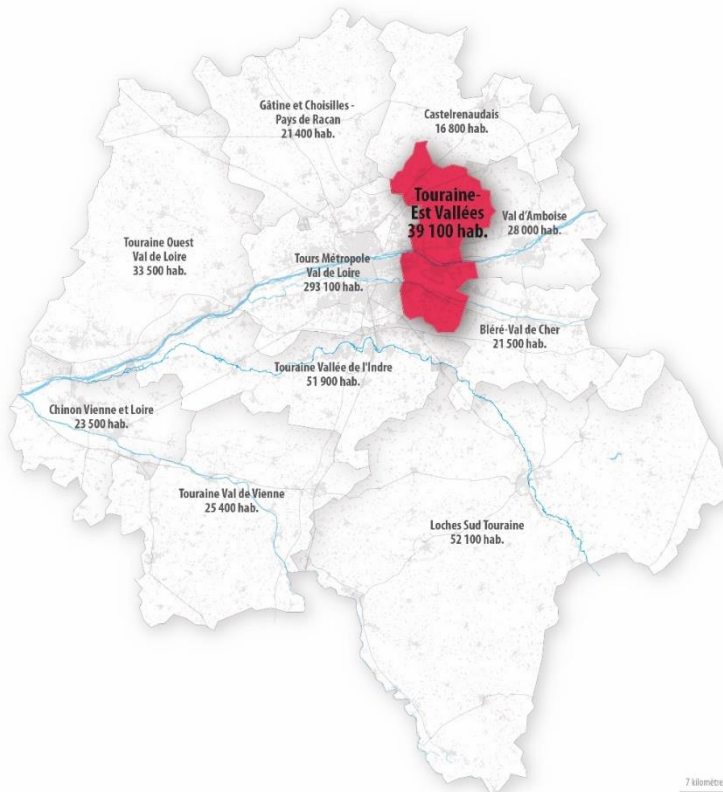 Gâtine et Choisilles -
Pays de Racan
21 400 hab.
Castelrenaudais
16 800 hab.
Touraine-
Est Vallées
39 100 hab.
Val d'Amboise
28 000 hab.
Touraine Ouest
Val de Loire
33 500 hab.
Tours Métropole
Val de Loire
293 100 hab.
Bléré-Val de Cher
21 500 hab.
Touraine Vallée de l'Indre
51 900 hab.
Chinon Vienne et Loire
23 500 hab.
Touraine Val de Vienne
25 400 hab.
Loches Sud Touraine
52 100 hab.
7 kilomètre